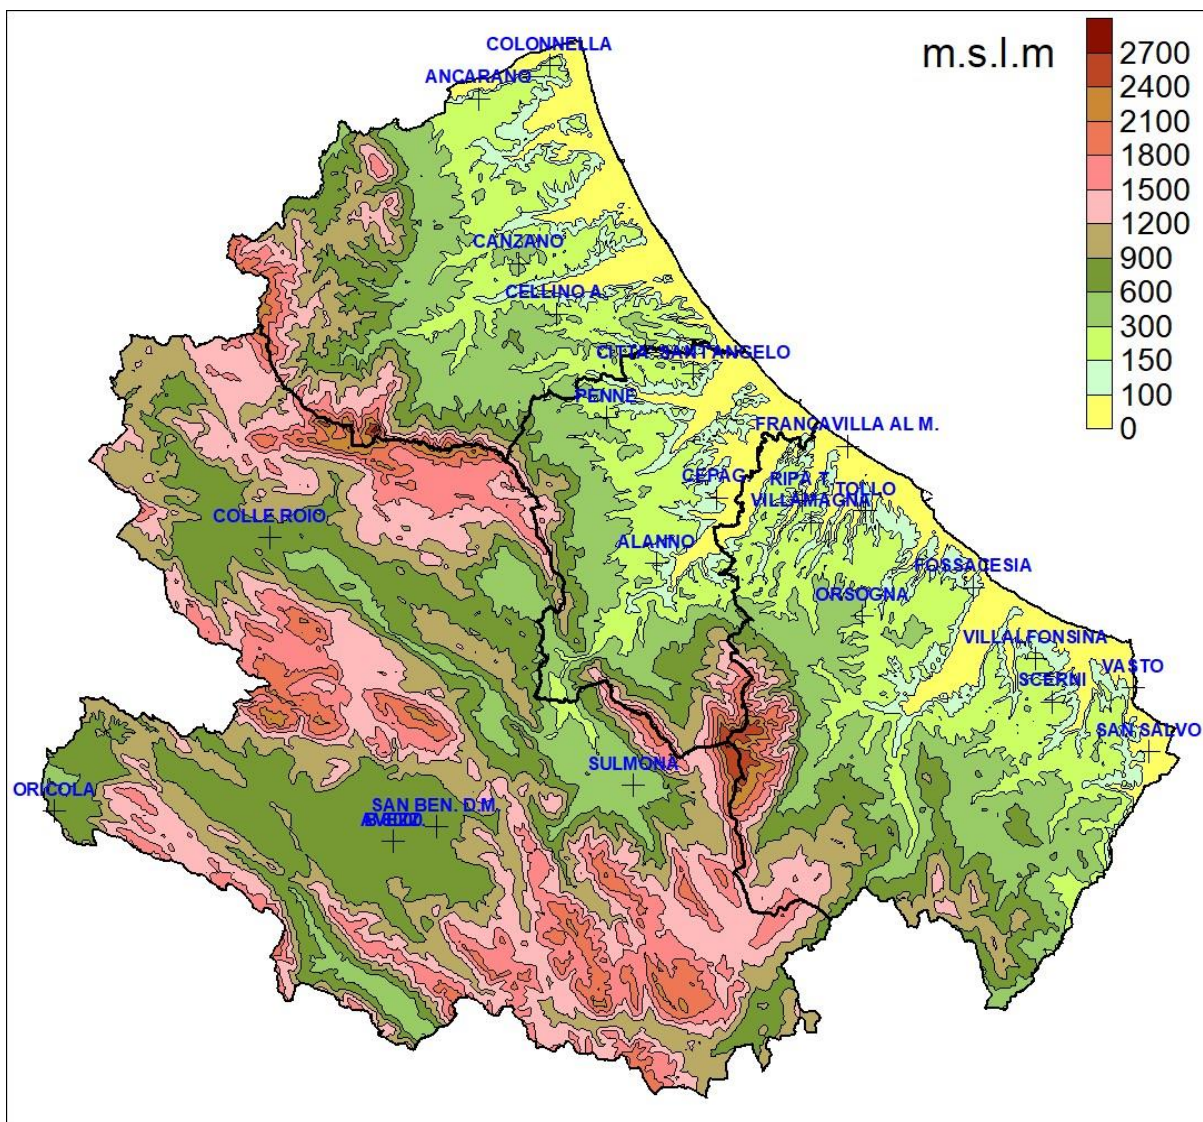 COLONNELLA
m.s.l.m
2700
ANCARANO
2400
2100
1800
1500
1200
CANZANO
900
CELLINO A.
600
300
CITTA' SANT'ANGELO
150
PENNE
100
FRANCAVILLA AL M.
0
CEPAG
RIPA T.
TOLLO
VILLAMAGNA
COLLE ROIO
ALANNO
FOSSACESIA
ORSOGNA
VILLALFONSINA
VASTO
SCERNI
SAN SALVO
SULMONA
ORICOLA
SAN BEN. D.M.